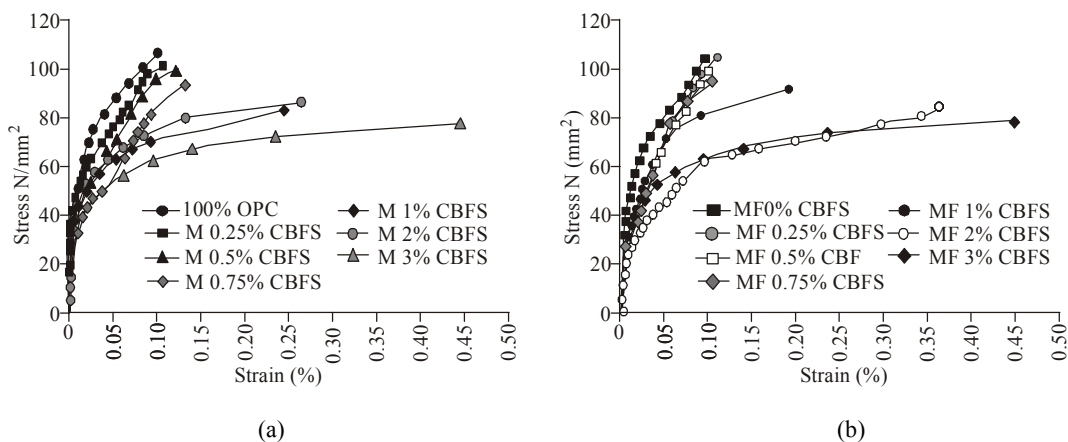 120
100
80
60
40
20
0
Stress N/mm²
100% OPC
M 0.25% CBFS
M 0.5% CBFS
M 0.75% CBFS
M 1% CBFS
M 2% CBFS
M 3% CBFS
0
0.05
0.10
0.15
0.20
0.25
0.30
0.35
0.40
0.45
0.50
Strain (%)
(a)
120
100
80
60
40
20
0
Stress N (mm²)
MF0% CBFS
MF 0.25% CBFS
MF 0.5% CBF
MF 0.75% CBFS
MF 1% CBFS
MF 2% CBFS
MF 3% CBFS
0
0.05
0.10
0.15
0.20
0.25
0.30
0.35
0.40
0.45
0.50
Strain (%)
(b)